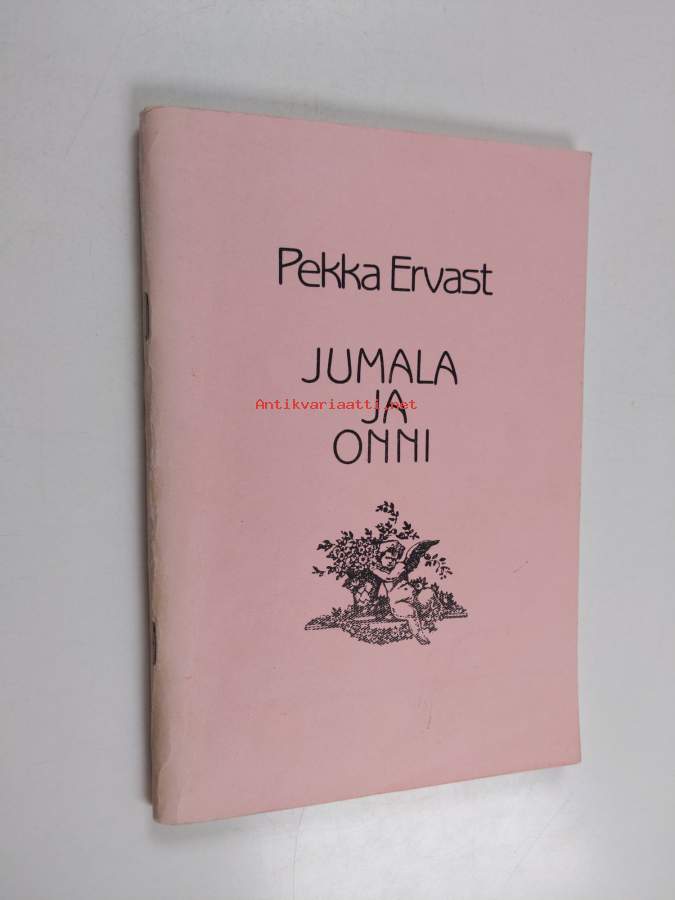 Pekka Ervast
JUMALA
Antikvariaatti.net
JA
ONNI